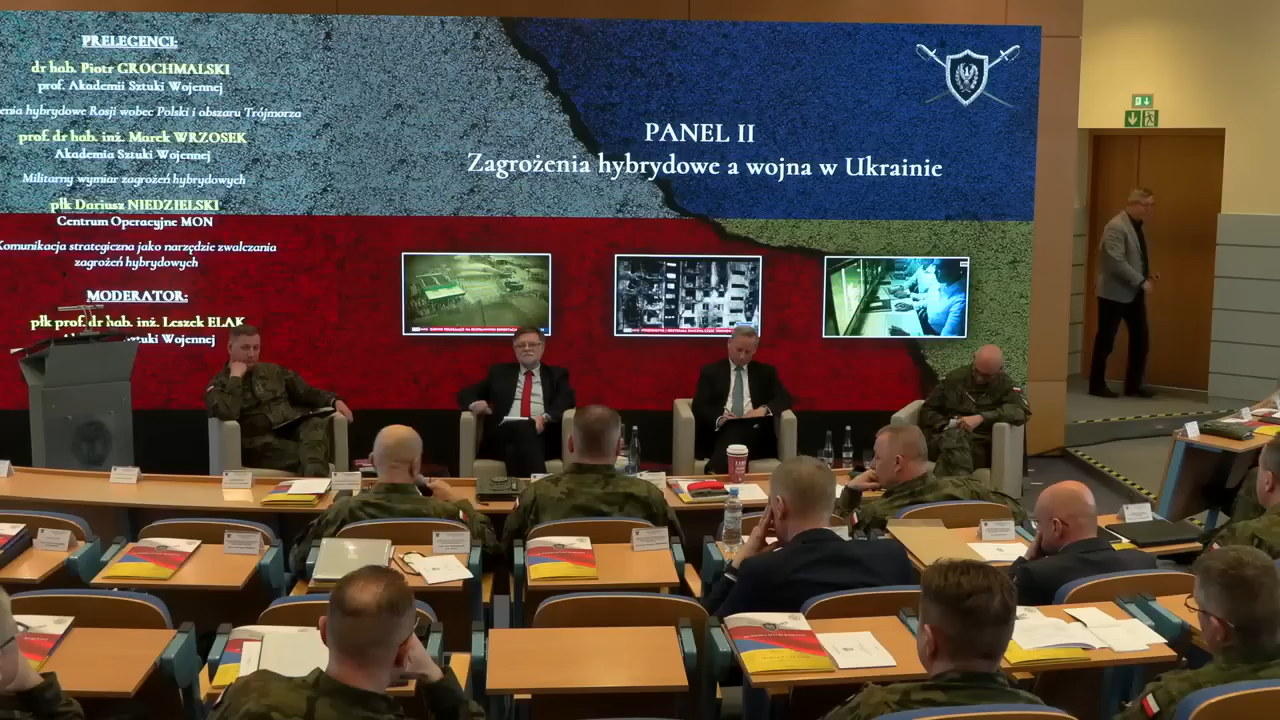 PRELEGENCI:
dr hab. Piotr GROCHMALSKI
prof. Akademii Sztuki Wojennej
hybrydowe Rosji wobec Polski i obszaru Trójmorza
prof. dr hab. inż. Marek WRZOSEK
Akademia Sztuki Wojennej
Militarny wymiar zagrożeń hybrydowych
płk Dariusz NIEDZIELSKI
Centrum Operacyjne MON
Komunikacja strategiczna jako narzędzie zwalczania
zagrożeń hybrydowych
MODERATOR:
płk prof. dr hab. inż. Leszek ELAK
Wojennej
PANEL II
Zagrożenia hybrydowe a wojna w Ukrainie